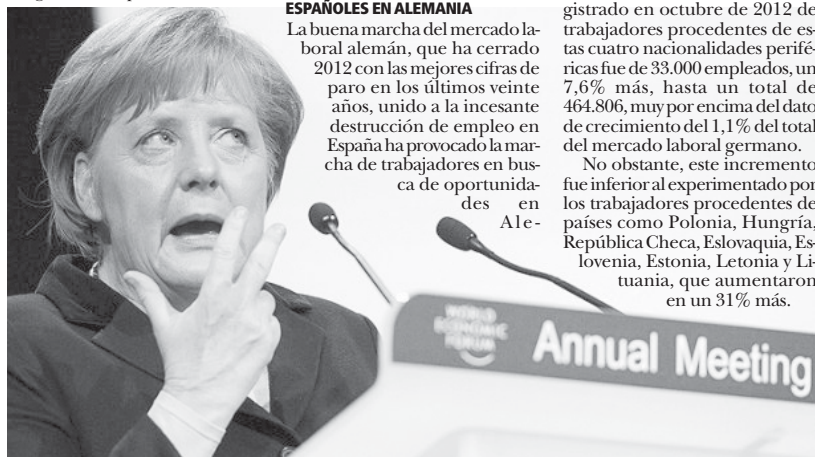 ESPAÑOLES EN ALEMANIA
La buena marcha del mercado la-
boral alemán, que ha cerrado
2012 con las mejores cifras de
paro en los últimos veinte
años, unido a la incesante
destrucción de empleo en
España ha provocado la mar-
cha de trabajadores en bus-
ca de oportunida-
des en
Ale-
gistrado en octubre de 2012 de
trabajadores procedentes de es-
tas cuatro nacionalidades perifé-
ricas fue de 33.000 empleados, un
7,6% más, hasta un total de
464.806, muy por encima del dato
de crecimiento del 1,1% del total
del mercado laboral germano.
No obstante, este incremento
fue inferior al experimentado por
los trabajadores procedentes de
países como Polonia, Hungría,
República Checa, Eslovaquia, Es-
lovenia, Estonia, Letonia y Li-
tuania, que aumentaron
en un 31% más.
WORLD
ECONOMIC
FORUM
Annual Meeting